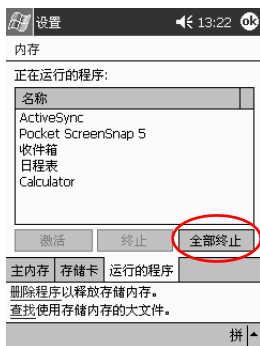 设置 13:22 ok
内存
正在运行的程序:
名称
ActiveSync
Pocket ScreenSnap 5
收件箱
日程表
Calculator
激活 终止 全部终止
主内存 存储卡 运行的程序
删除程序以释放存储内存。
查找使用存储内存的大文件。
拼